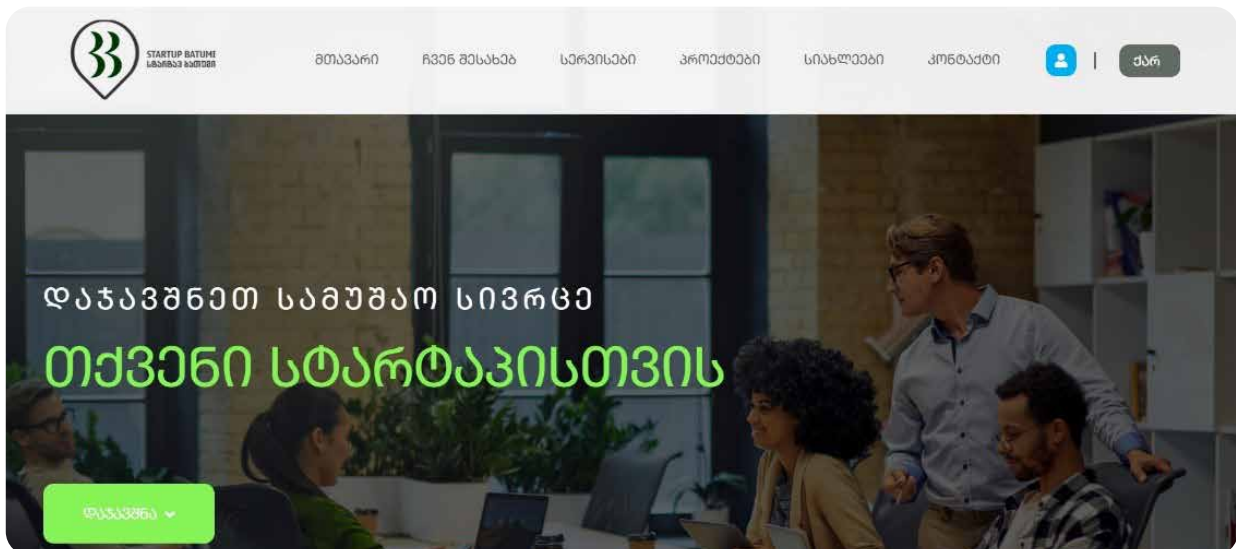 STARTUP BATUMI
სტარტაპ ბათუმი
მთავარი
ჩვენ შესახებ
სერვისები
პროექტები
სიახლეები
კონტაქტი
|
ქარ
დაჯავშნეთ სამუშაო სივრცე
თქვენი სტარტაპისთვის
დაჯავშნა